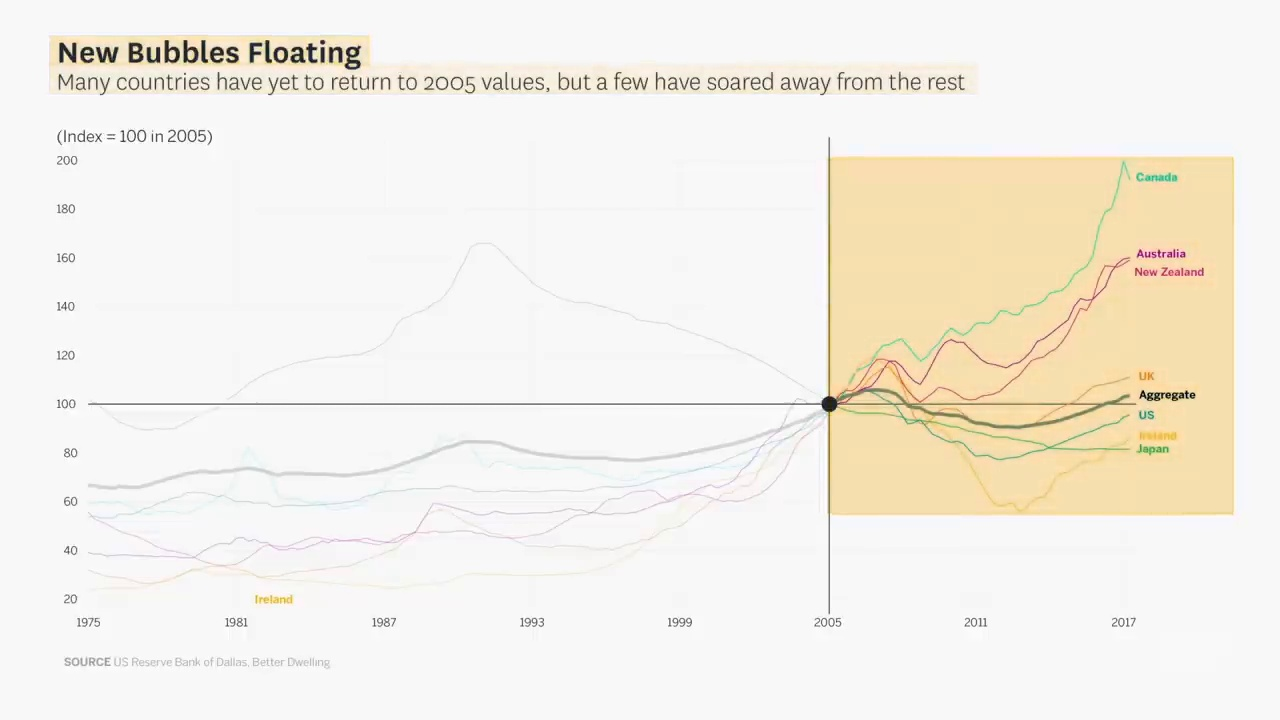 New Bubbles Floating
Many countries have yet to return to 2005 values, but a few have soared away from the rest
(Index = 100 in 2005)
200
180
160
140
120
100
80
60
40
20
Canada
Australia
New Zealand
UK
Aggregate
US
Ireland
Japan
Ireland
1975
1981
1987
1993
1999
2005
2011
2017
SOURCE US Reserve Bank of Dallas, Better Dwelling